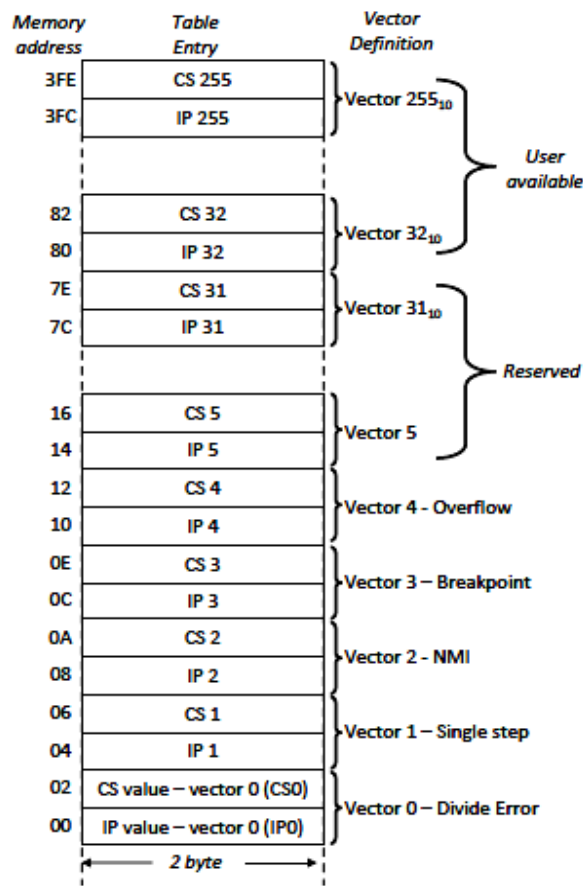 Memory address Table Entry Vector Definition
3FE CS 255
3FC IP 255
Vector 255₁₀
User available
82 CS 32
80 IP 32
Vector 32₁₀
7E CS 31
7C IP 31
Vector 31₁₀
Reserved
16 CS 5
14 IP 5
Vector 5
12 CS 4
10 IP 4
Vector 4 - Overflow
0E CS 3
0C IP 3
Vector 3 – Breakpoint
0A CS 2
08 IP 2
Vector 2 - NMI
06 CS 1
04 IP 1
Vector 1 – Single step
02 CS value – vector 0 (CS0)
00 IP value – vector 0 (IP0)
Vector 0 – Divide Error
2 byte